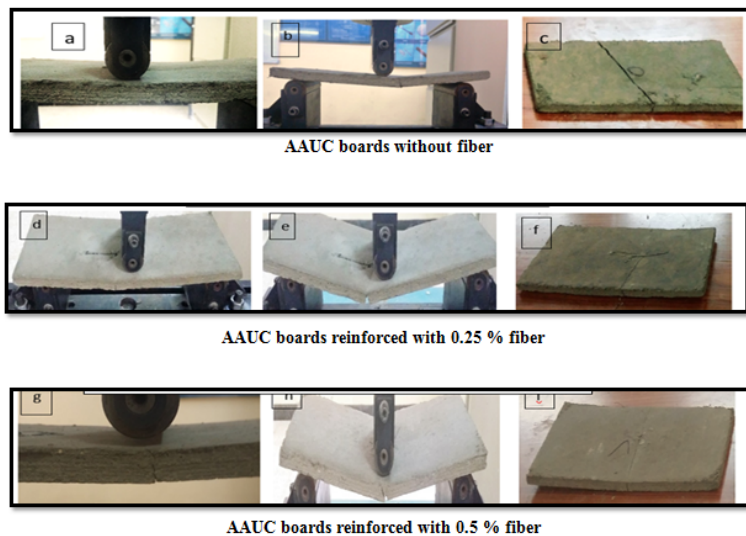 a
b
c
AAUC boards without fiber
d
e
f
AAUC boards reinforced with 0.25 % fiber
g
AAUC boards reinforced with 0.5 % fiber